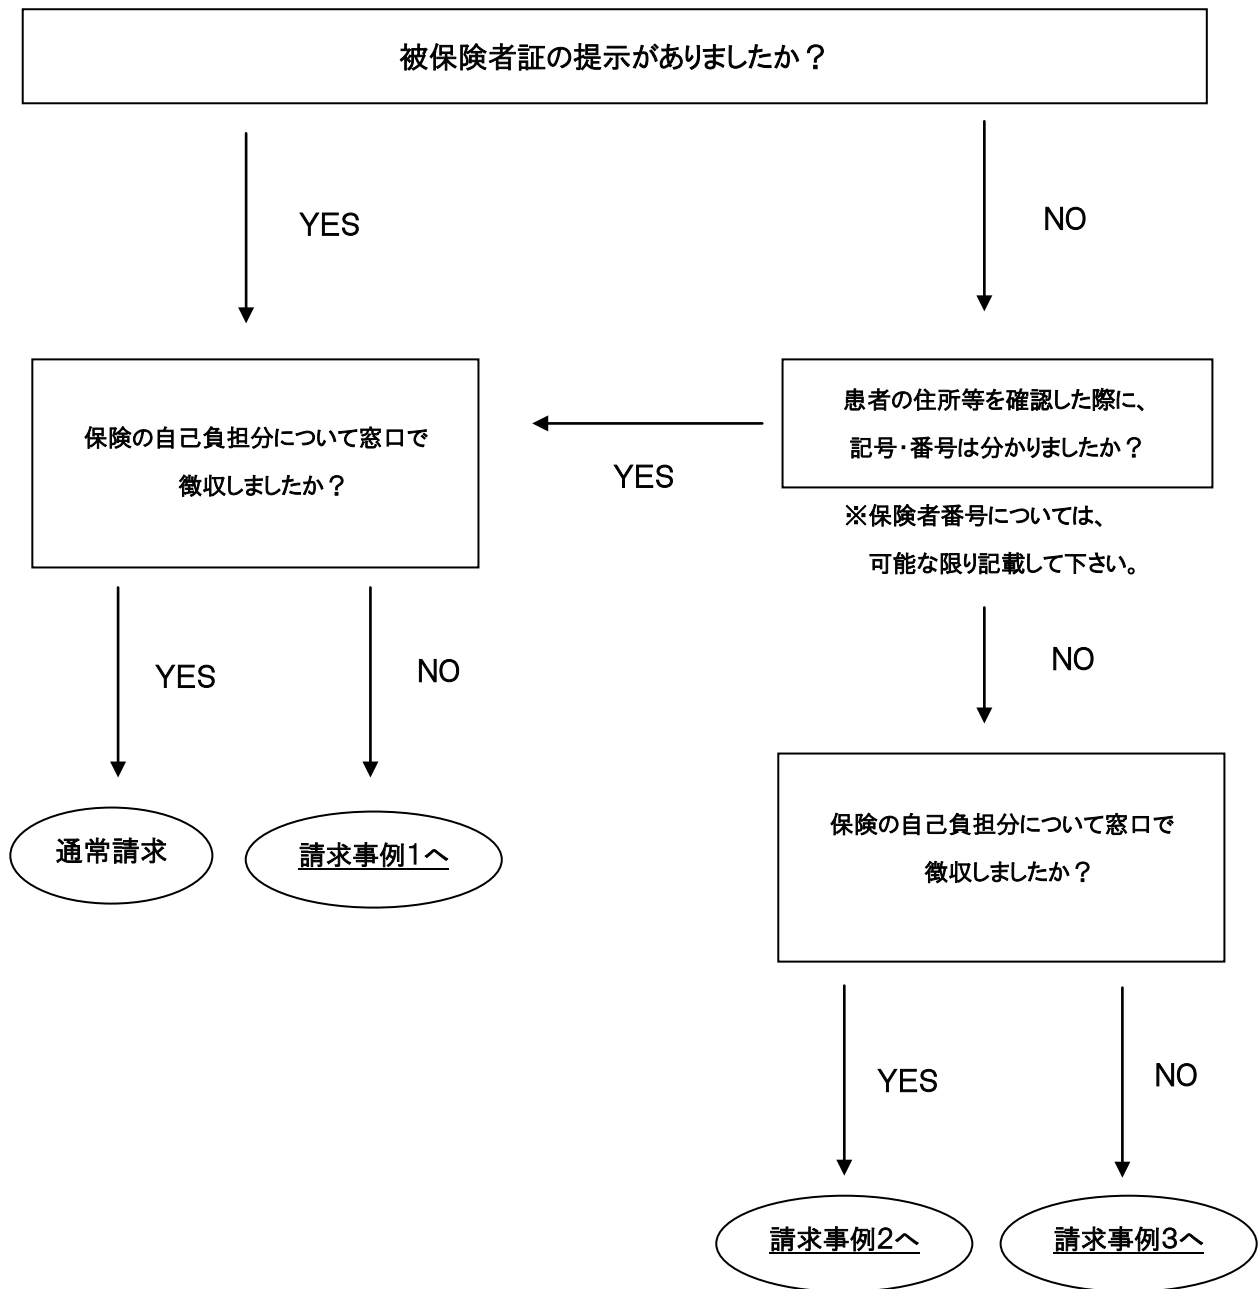 被保険者証の提示がありましたか？
YES
NO
保険の自己負担分について窓口で
徴収しましたか？
患者の住所等を確認した際に、
記号・番号は分かりましたか？
YES
※保険者番号については、
可能な限り記載して下さい。
YES
NO
NO
通常請求
請求事例1へ
保険の自己負担分について窓口で
徴収しましたか？
YES
NO
請求事例2へ
請求事例3へ